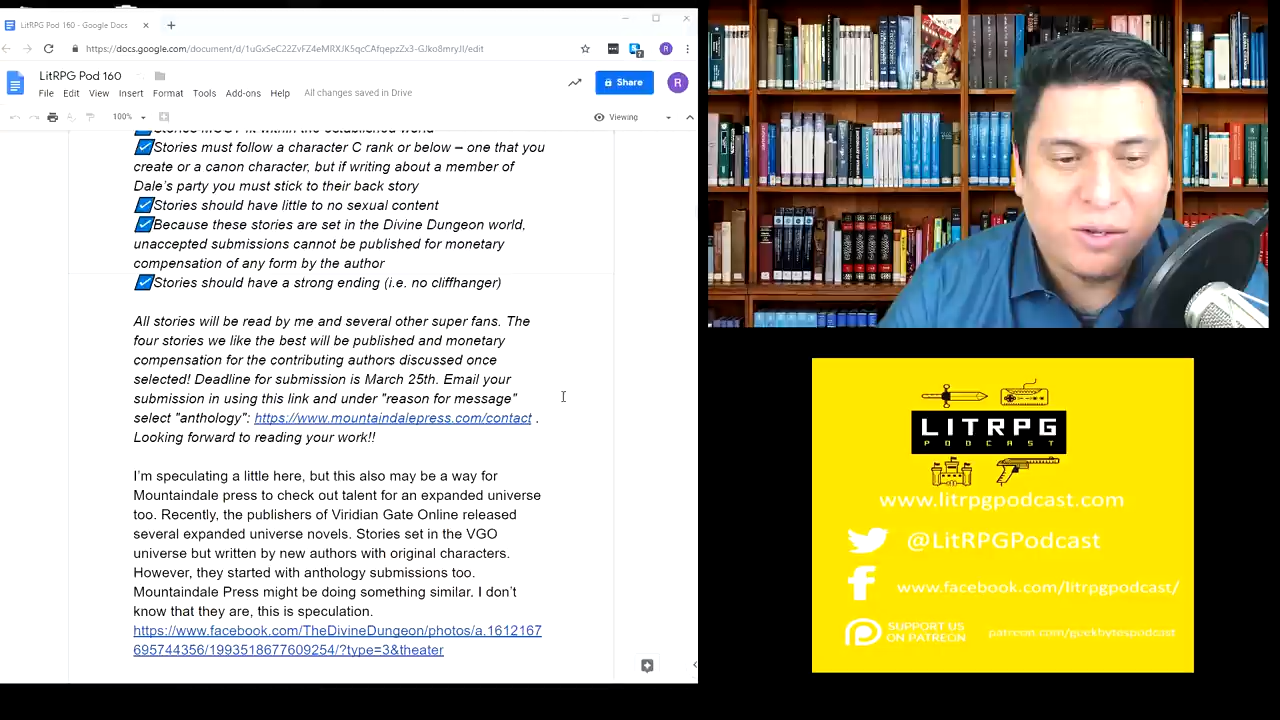 LitRPG Pod 160 - Google Docs
https://docs.google.com/document/d/1uGxSeC22ZvFZ4eMRXJK5qcCAfqepzZx3-GJko8mryJI/edit
R
LitRPG Pod 160
File Edit View Insert Format Tools Add-ons Help All changes saved in Drive
Share
R
100%
Viewing
Stories MUST fit within the established world
Stories must follow a character C rank or below – one that you
create or a canon character, but if writing about a member of
Dale's party you must stick to their back story
Stories should have little to no sexual content
Because these stories are set in the Divine Dungeon world,
unaccepted submissions cannot be published for monetary
compensation of any form by the author
Stories should have a strong ending (i.e. no cliffhanger)
All stories will be read by me and several other super fans. The
four stories we like the best will be published and monetary
compensation for the contributing authors discussed once
selected! Deadline for submission is March 25th. Email your
submission in using this link and under "reason for message"
select "anthology": https://www.mountaindalepress.com/contact .
Looking forward to reading your work!!
I'm speculating a little here, but this also may be a way for
Mountaindale press to check out talent for an expanded universe
too. Recently, the publishers of Viridian Gate Online released
several expanded universe novels. Stories set in the VGO
universe but written by new authors with original characters.
However, they started with anthology submissions too.
Mountaindale Press might be doing something similar. I don't
know that they are, this is speculation.
https://www.facebook.com/TheDivineDungeon/photos/a.1612167
695744356/1993518677609254/?type=3&theater
LITRPG
PODCAST
www.litrpgpodcast.com
@LitRPGPodcast
www.facebook.com/litrpgpodcast/
SUPPORT US
ON PATREON
patreon.com/geekbytespodcast